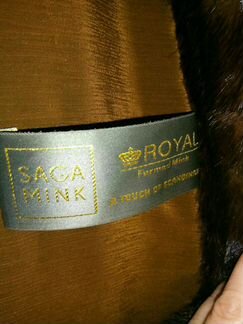 SAGA
MINK
ROYAL
Farmed Mink
A TOUCH OF SCANDINAVIA